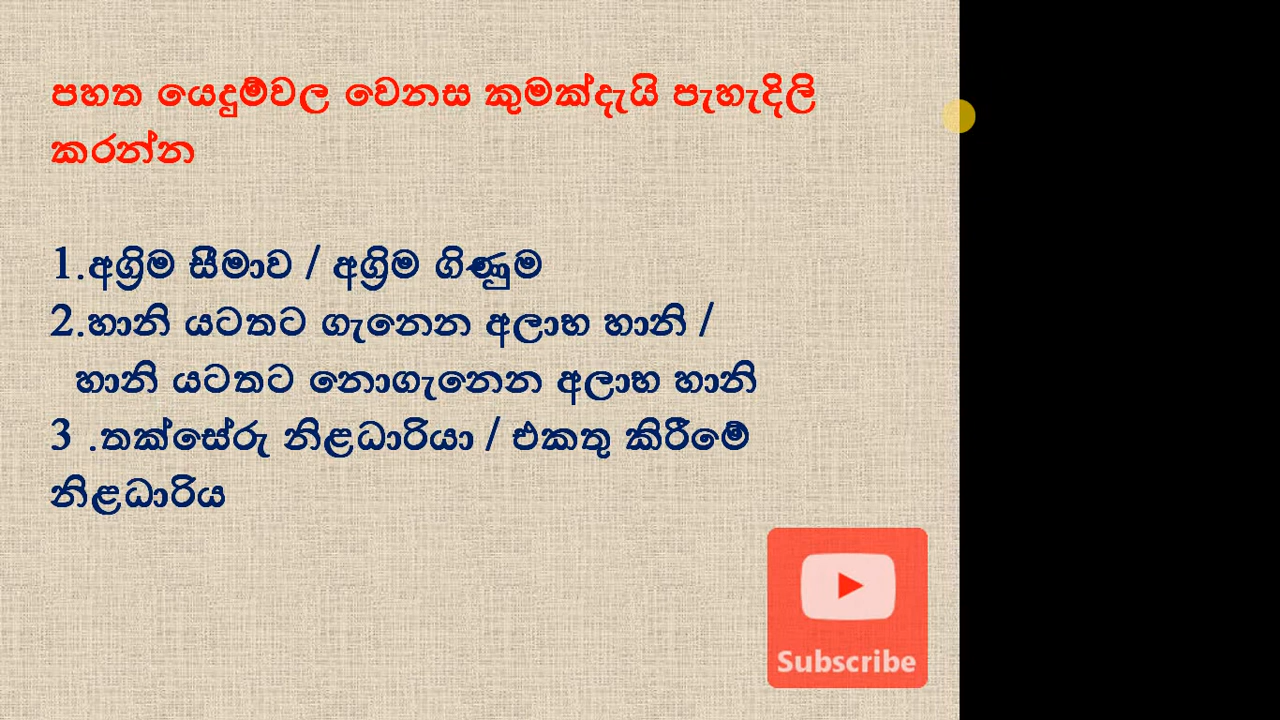 පහත යෙදුම්වල වෙනස කුමක්දැයි පැහැදිලි
කරන්න
1.අග්‍රිම සීමාව / අග්‍රිම ගිණුම
2.හානි යටතට ගැනෙන අලාභ හානි /
හානි යටතට නොගැනෙන අලාභ හානි
3 .තක්සේරු නිළධාරියා / එකතු කිරීමේ
නිළධාරිය
Subscribe